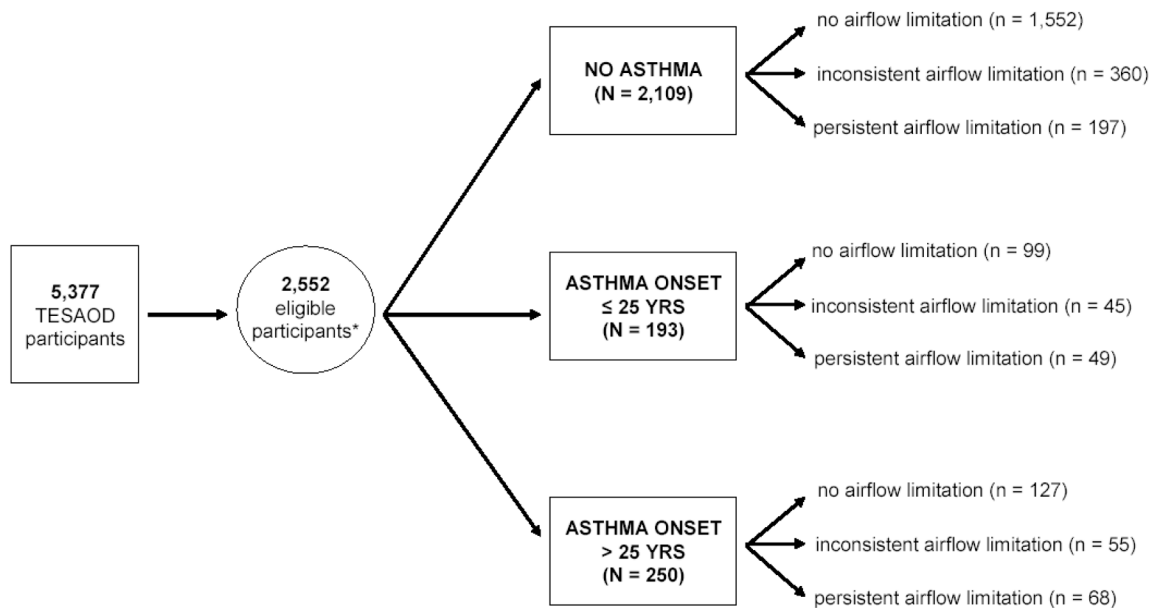 5,377
TESAOD
participants
2,552
eligible
participants*
NO ASTHMA
(N = 2,109)
no airflow limitation (n = 1,552)
inconsistent airflow limitation (n = 360)
persistent airflow limitation (n = 197)
ASTHMA ONSET
≤ 25 YRS
(N = 193)
no airflow limitation (n = 99)
inconsistent airflow limitation (n = 45)
persistent airflow limitation (n = 49)
ASTHMA ONSET
> 25 YRS
(N = 250)
no airflow limitation (n = 127)
inconsistent airflow limitation (n = 55)
persistent airflow limitation (n = 68)